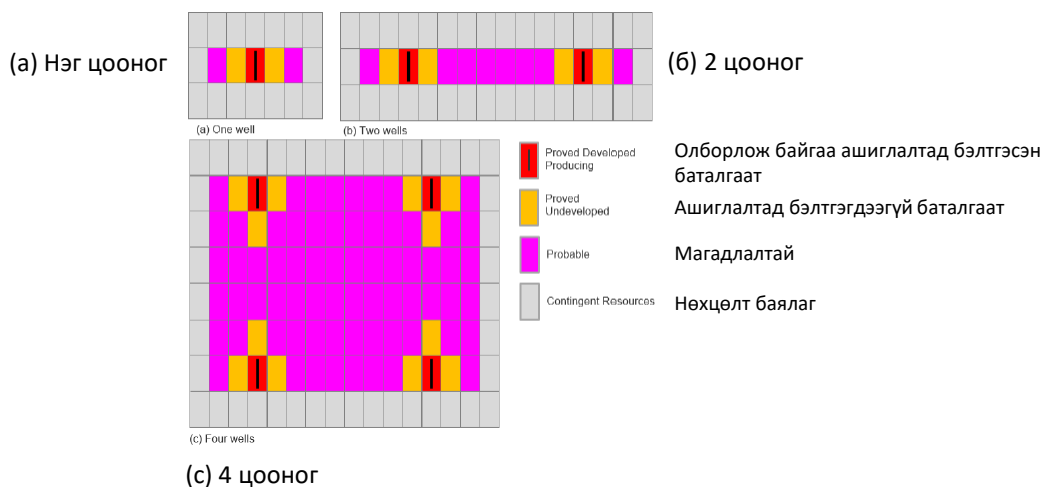 (а) Нэг цооног
(б) 2 цооног
(a) One well
(b) Two wells
Proved Developed
Producing
Олборлож байгаа ашиглалтад бэлтгэсэн
баталгаат
Proved
Undeveloped
Ашиглалтад бэлтгэгдээгүй баталгаат
Probable
Магадлалтай
Contingent Resources
Нөхцөлт баялаг
(c) Four wells
(с) 4 цооног